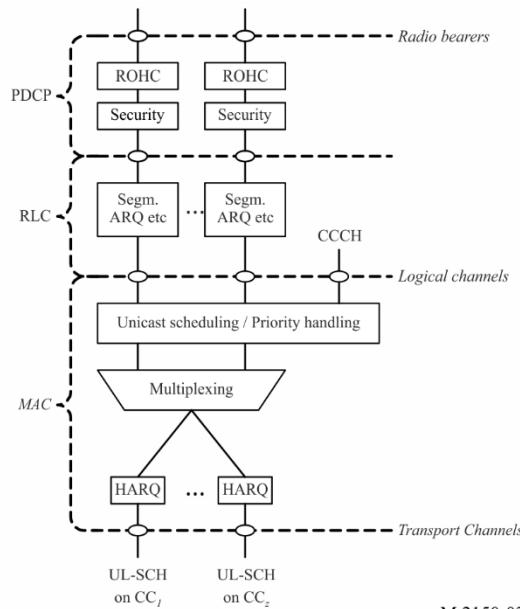 Radio bearers
ROHC ROHC
PDCP
Security Security
Segm. ARQ etc ... Segm. ARQ etc
RLC
CCCH
Logical channels
Unicast scheduling / Priority handling
Multiplexing
MAC
HARQ ... HARQ
Transport Channels
UL-SCH on CC1 UL-SCH on CCz